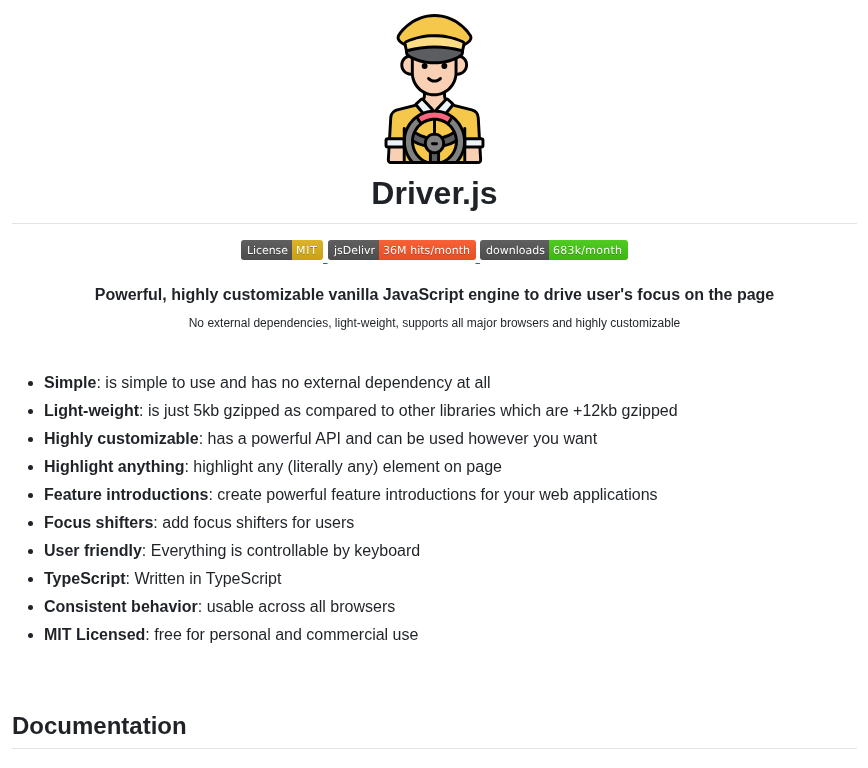 Driver.js
License MIT jsDelivr 36M hits/month downloads 683k/month
Powerful, highly customizable vanilla JavaScript engine to drive user's focus on the page
No external dependencies, light-weight, supports all major browsers and highly customizable
Simple: is simple to use and has no external dependency at all
Light-weight: is just 5kb gzipped as compared to other libraries which are +12kb gzipped
Highly customizable: has a powerful API and can be used however you want
Highlight anything: highlight any (literally any) element on page
Feature introductions: create powerful feature introductions for your web applications
Focus shifters: add focus shifters for users
User friendly: Everything is controllable by keyboard
TypeScript: Written in TypeScript
Consistent behavior: usable across all browsers
MIT Licensed: free for personal and commercial use
Documentation